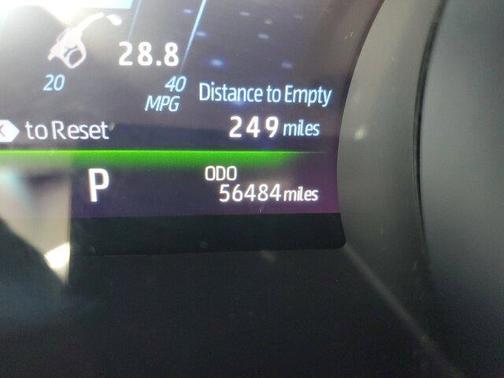 28.8
20 40
MPG
Distance to Empty
to Reset
249 miles
P
ODO
56484 miles